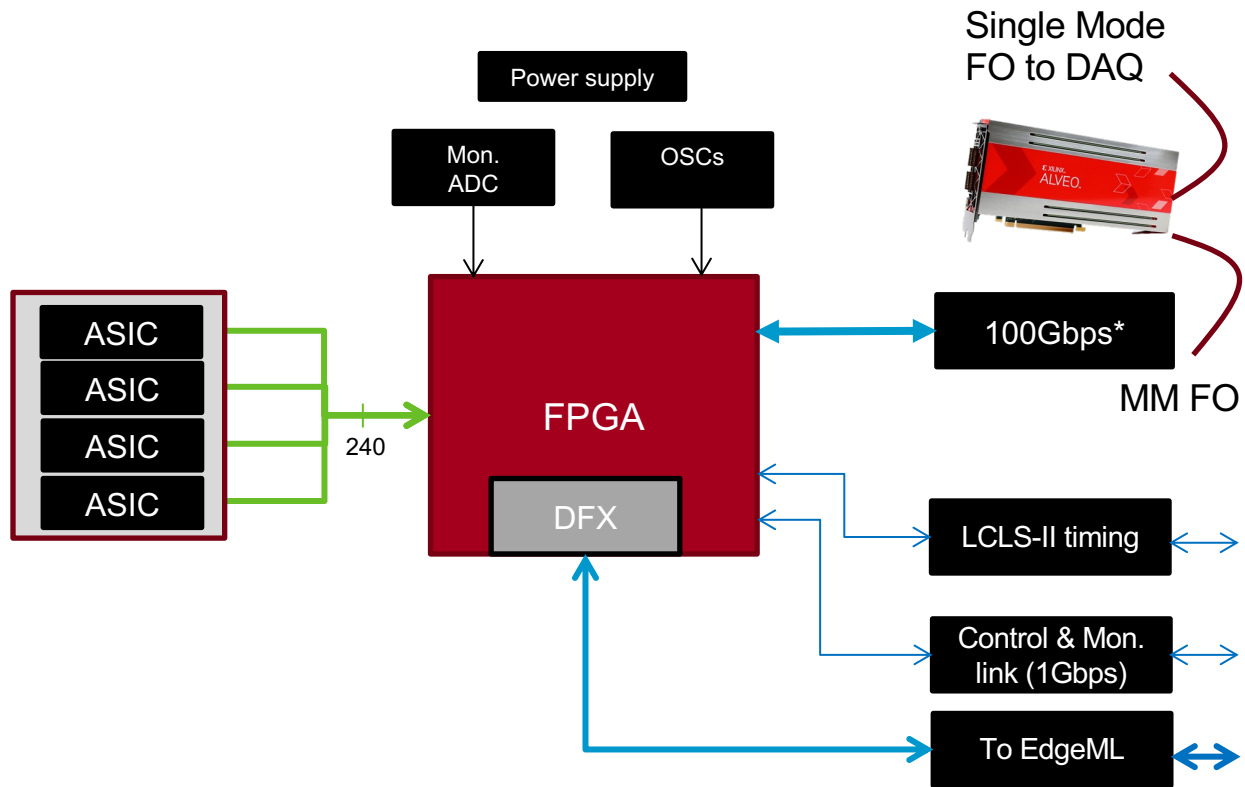 Single Mode
FO to DAQ
Power supply
Mon.
ADC
OSCs
XILINX
ALVEO.
ASIC
ASIC
ASIC
ASIC
240
FPGA
DFX
100Gbps*
MM FO
LCLS-II timing
Control & Mon.
link (1Gbps)
To EdgeML